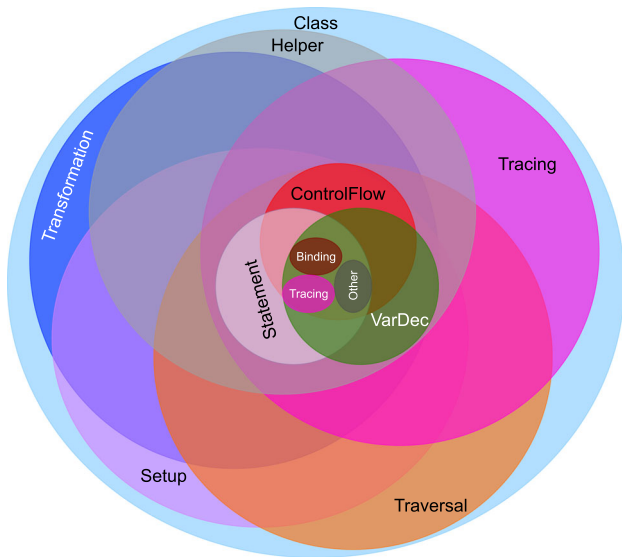 Class
Helper
Transformation
Tracing
ControlFlow
Binding
Statement
Tracing
Other
VarDec
Setup
Traversal